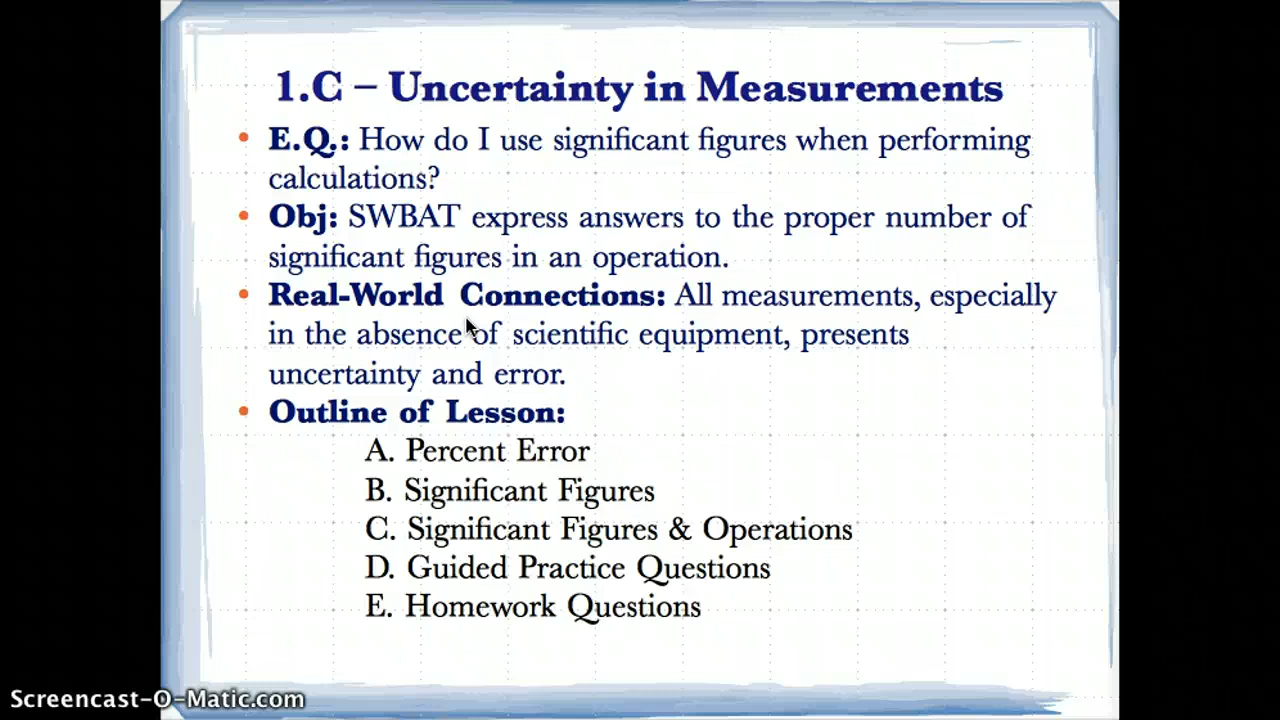 1.C – Uncertainty in Measurements
• E.Q.: How do I use significant figures when performing
calculations?
• Obj: SWBAT express answers to the proper number of
significant figures in an operation.
• Real-World Connections: All measurements, especially
in the absence of scientific equipment, presents
uncertainty and error.
• Outline of Lesson:
A. Percent Error
B. Significant Figures
C. Significant Figures & Operations
D. Guided Practice Questions
E. Homework Questions
Screencast-O-Matic.com